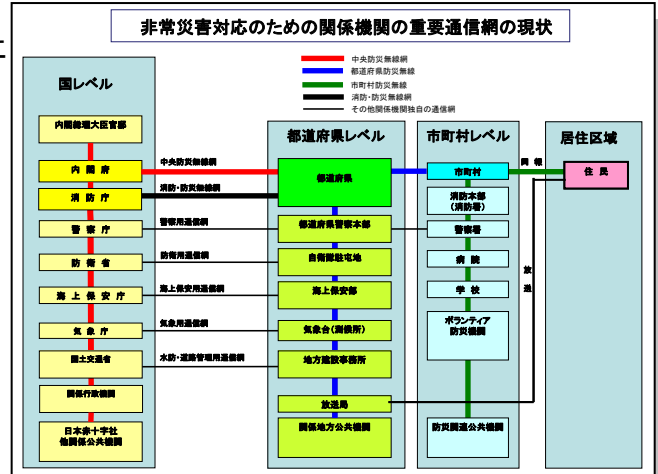 非常災害対応のための関係機関の重要通信網の現状
中央防災無線網
都道府県防災無線
市町村防災無線
消防・防災無線網
その他関係機関独自の通信網
国レベル
内閣総理大臣官邸
内閣府
消防庁
警察庁
防衛省
海上保安庁
気象庁
国土交通省
関係行政機関
日本赤十字社
他関係公共機関
中央防災無線網
消防・防災無線網
警察用通信網
防衛用通信網
海上保安用通信網
気象用通信網
水防・道路管理用通信網
都道府県レベル
都道府県
都道府県警察本部
自衛隊駐屯地
海上保安部
気象台(測候所)
地方建設事務所
放送局
関係地方公共機関
市町村レベル
市町村
消防本部
(消防署)
警察署
病院
学校
ボランティア
防災機関
防災関連公共機関
同報
放送
居住区域
住民